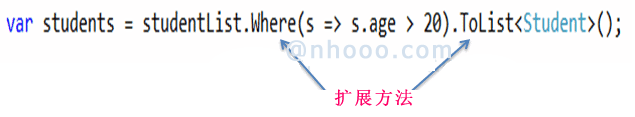 var students = studentList.Where(s => s.age > 20).ToList<Student>();
@nhooo.com
扩展方法